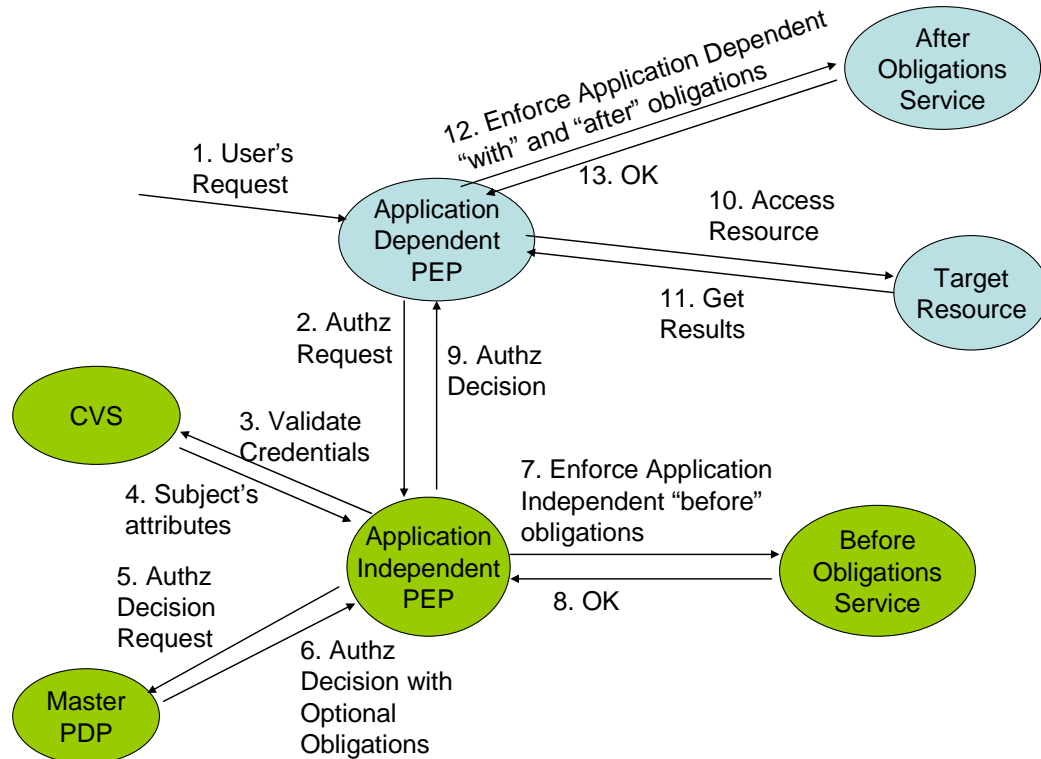 After
Obligations
Service
12. Enforce Application Dependent
“with” and “after” obligations
13. OK
1. User’s
Request
Application
Dependent
PEP
10. Access
Resource
Target
Resource
11. Get
Results
2. Authz
Request
9. Authz
Decision
CVS
3. Validate
Credentials
4. Subject’s
attributes
7. Enforce Application
Independent “before”
obligations
Application
Independent
PEP
Before
Obligations
Service
8. OK
5. Authz
Decision
Request
6. Authz
Decision with
Optional
Obligations
Master
PDP